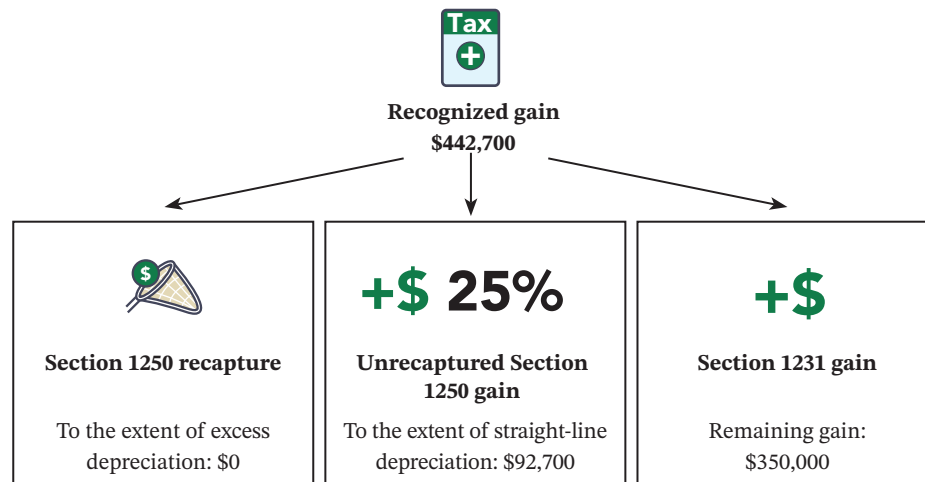 Tax
Recognized gain
$442,700
$
Section 1250 recapture
To the extent of excess
depreciation: $0
+$ 25%
Unrecaptured Section
1250 gain
To the extent of straight-line
depreciation: $92,700
+$
Section 1231 gain
Remaining gain:
$350,000